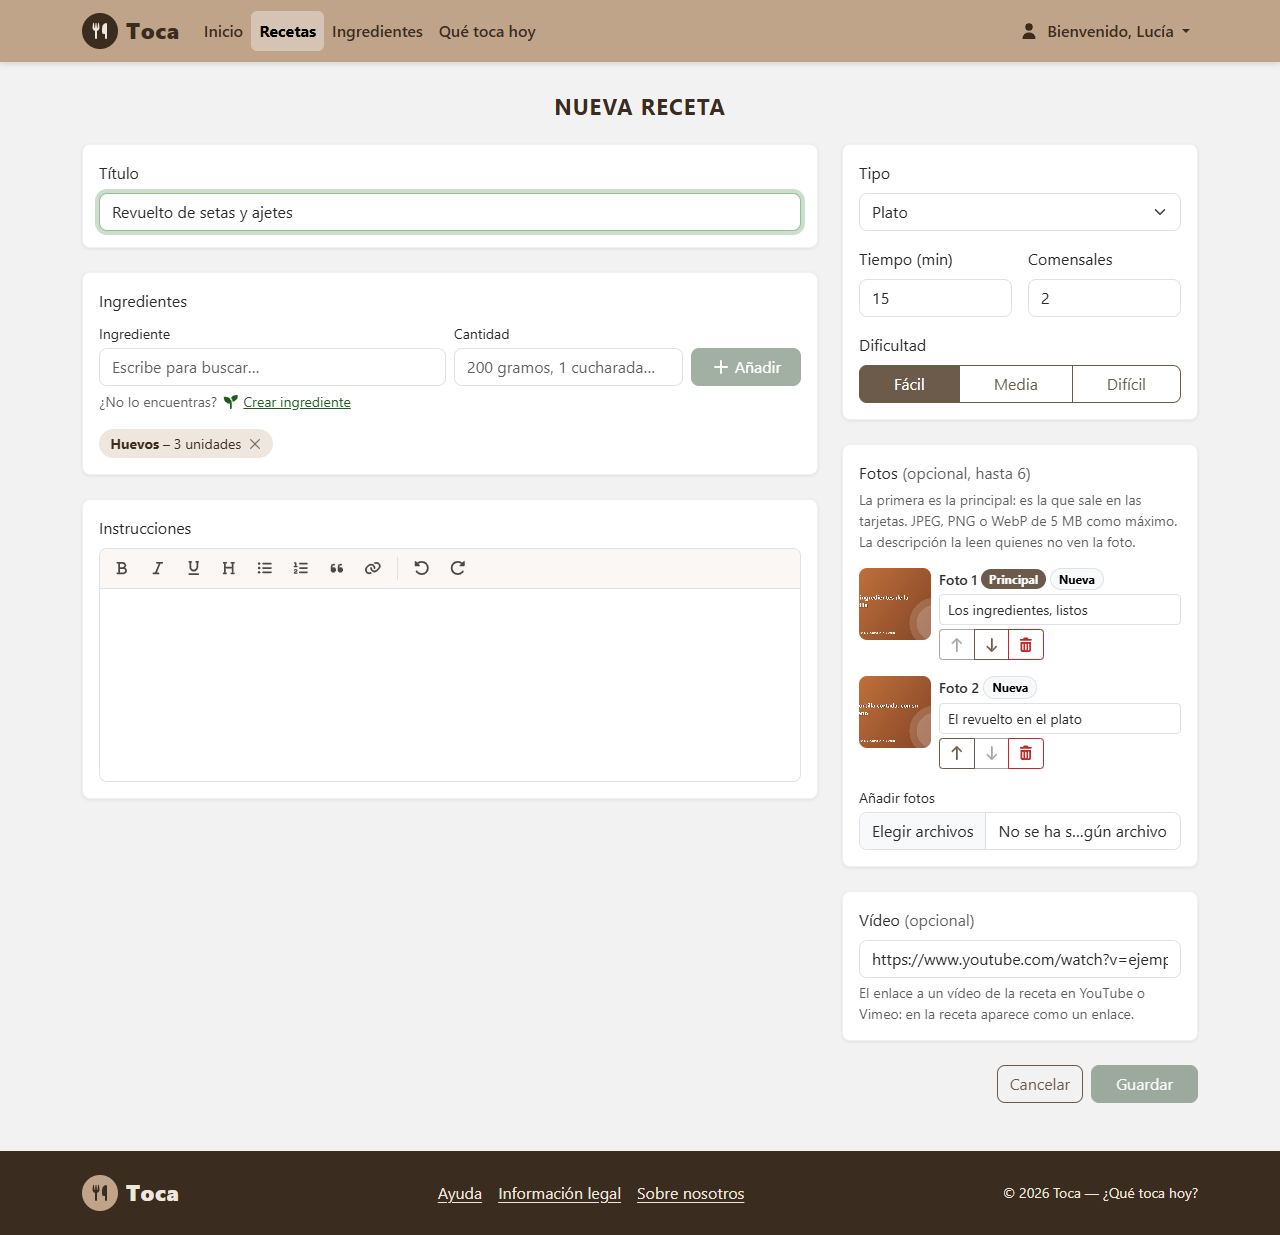 Toca
Inicio
Recetas
Ingredientes
Qué toca hoy
Bienvenido, Lucía
NUEVA RECETA
Título
Revuelto de setas y ajetes
Ingredientes
Ingrediente
Cantidad
Escribe para buscar...
200 gramos, 1 cucharada...
Añadir
¿No lo encuentras? Crear ingrediente
Huevos – 3 unidades
Instrucciones
Tipo
Plato
Tiempo (min)
Comensales
15
2
Dificultad
Fácil
Media
Difícil
Fotos (opcional, hasta 6)
La primera es la principal: es la que sale en las
tarjetas. JPEG, PNG o WebP de 5 MB como máximo.
La descripción la leen quienes no ven la foto.
Foto 1 Principal Nueva
Los ingredientes, listos
Foto 2 Nueva
El revuelto en el plato
Añadir fotos
Elegir archivos
No se ha s...gún archivo
Vídeo (opcional)
https://www.youtube.com/watch?v=ejemp
El enlace a un vídeo de la receta en YouTube o
Vimeo: en la receta aparece como un enlace.
Cancelar
Guardar
Toca
Ayuda
Información legal
Sobre nosotros
© 2026 Toca — ¿Qué toca hoy?